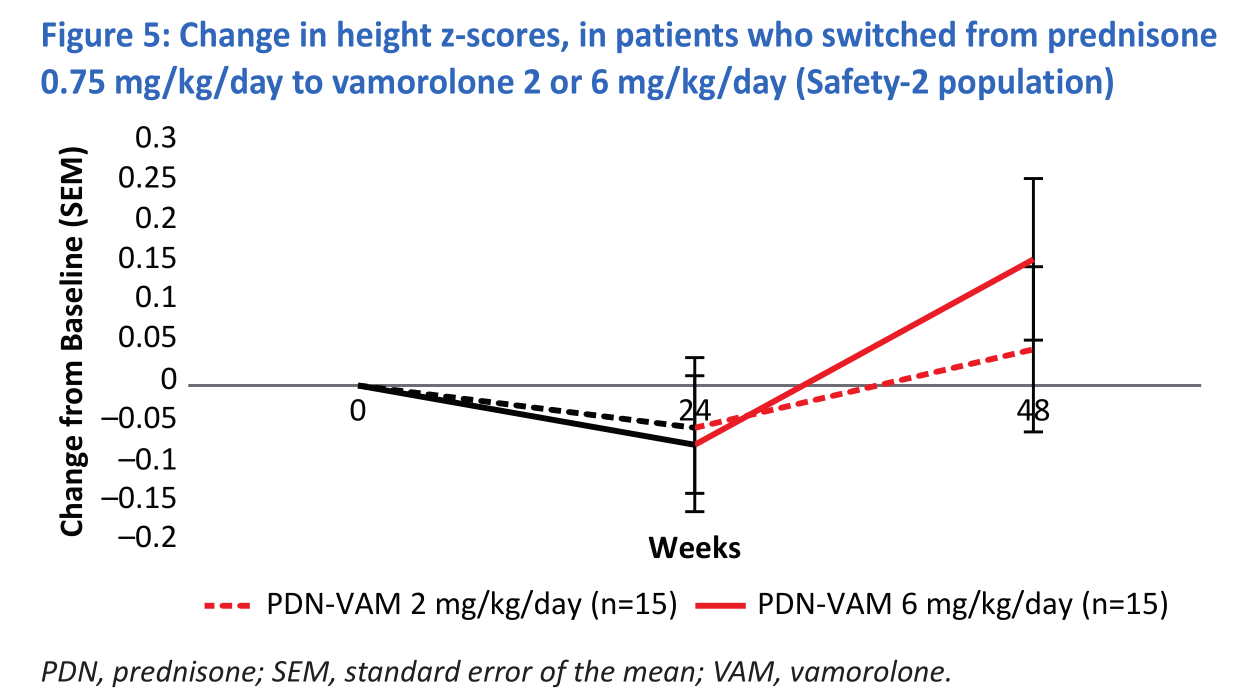 Figure 5: Change in height z-scores, in patients who switched from prednisone
0.75 mg/kg/day to vamorolone 2 or 6 mg/kg/day (Safety-2 population)
Change from Baseline (SEM)
0.3
0.25
0.2
0.15
0.1
0.05
0
–0.05
–0.1
–0.15
–0.2
0 24 48
Weeks
PDN-VAM 2 mg/kg/day (n=15) PDN-VAM 6 mg/kg/day (n=15)
PDN, prednisone; SEM, standard error of the mean; VAM, vamorolone.